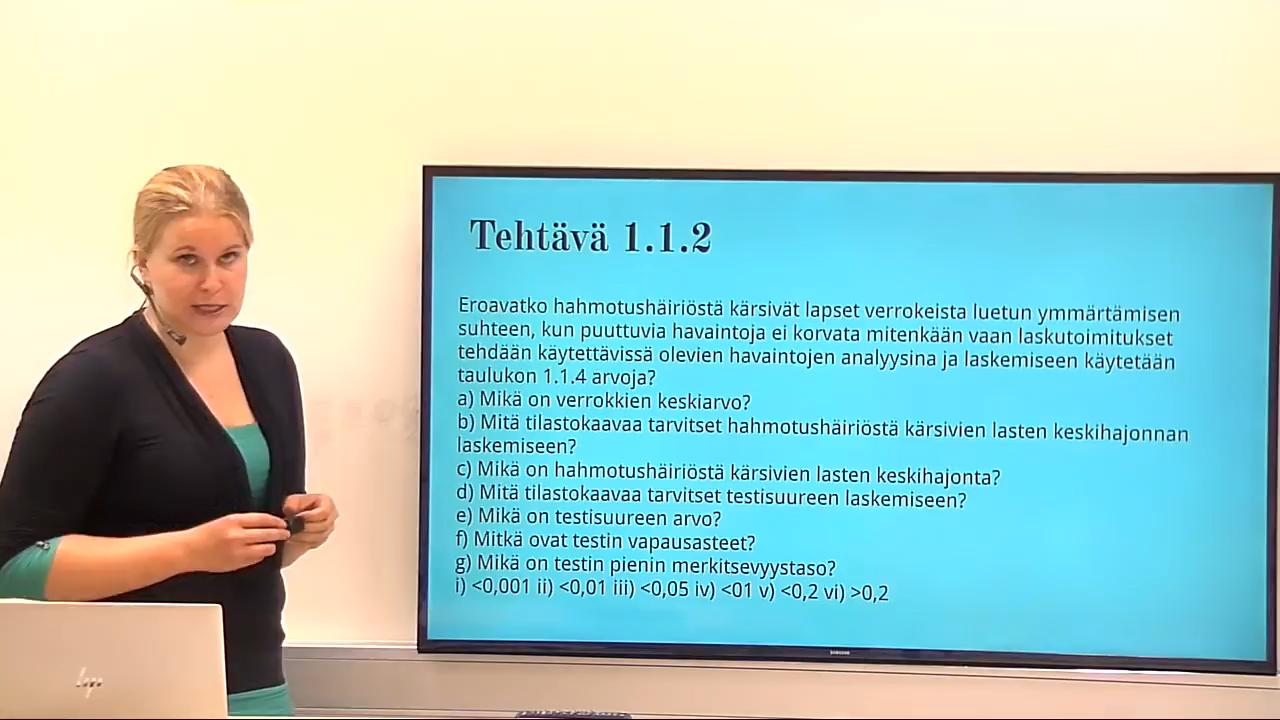 Tehtävä 1.1.2
Eroavatko hahmotushäiriöstä kärsivät lapset verrokeista luetun ymmärtämisen
suhteen, kun puuttuvia havaintoja ei korvata mitenkään vaan laskutoimitukset
tehdään käytettävissä olevien havaintojen analyysina ja laskemiseen käytetään
taulukon 1.1.4 arvoja?
a) Mikä on verrokkien keskiarvo?
b) Mitä tilastokaavaa tarvitset hahmotushäiriöstä kärsivien lasten keskihajonnan
laskemiseen?
c) Mikä on hahmotushäiriöstä kärsivien lasten keskihajonta?
d) Mitä tilastokaavaa tarvitset testisuureen laskemiseen?
e) Mikä on testisuureen arvo?
f) Mitkä ovat testin vapausasteet?
g) Mikä on testin pienin merkitsevyystaso?
i) <0,001 ii) <0,01 iii) <0,05 iv) <01 v) <0,2 vi) >0,2
SAMSUNG
hp